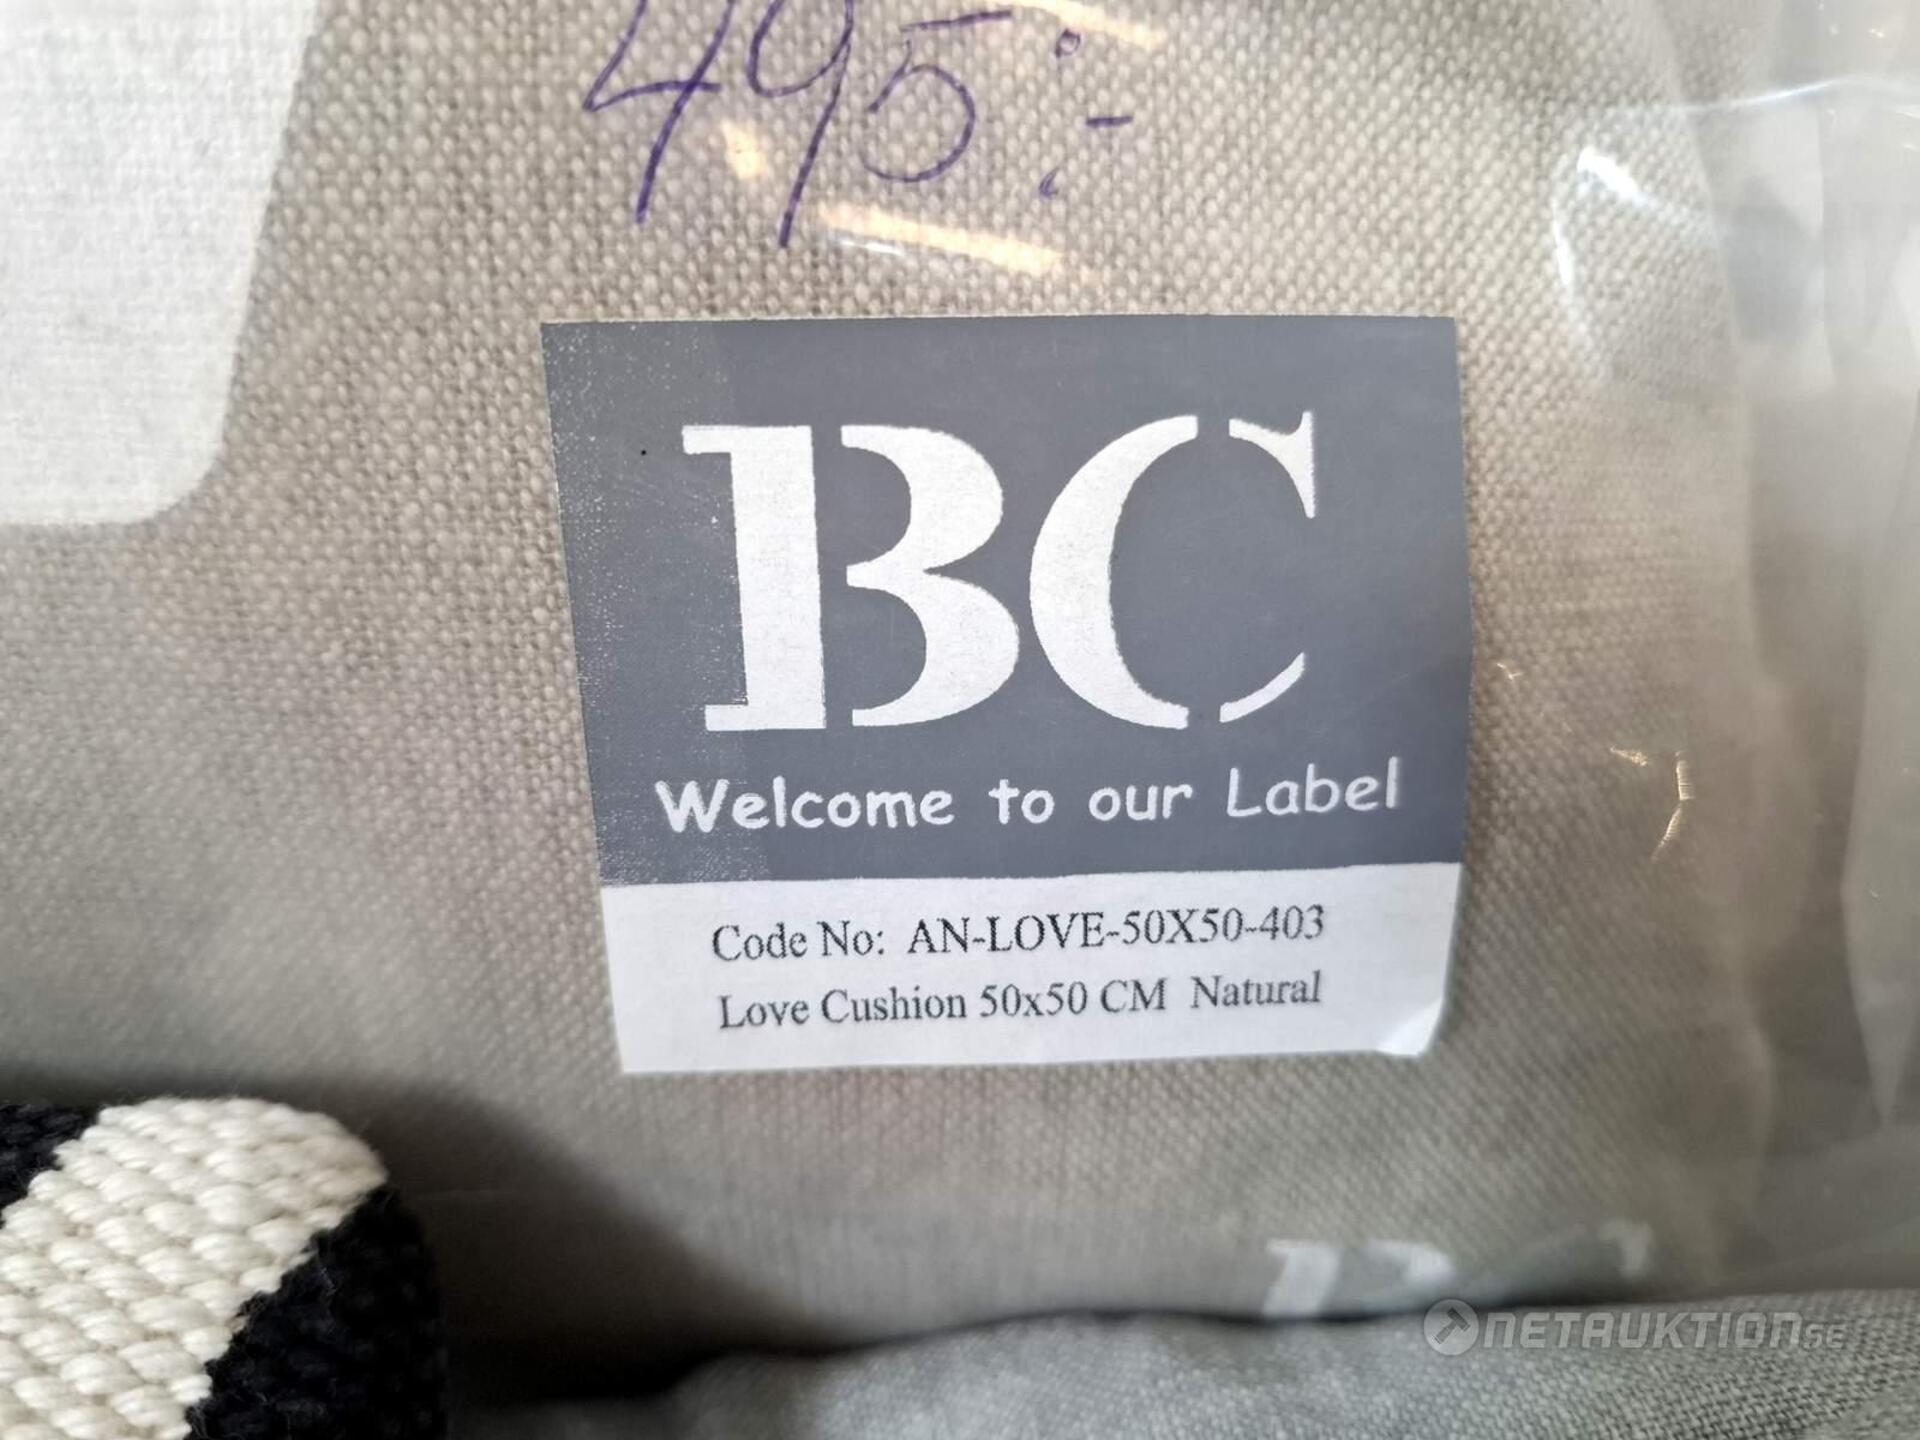 495:-
BC
Welcome to our Label
Code No: AN-LOVE-50X50-403
Love Cushion 50x50 CM Natural
NETAUKTION.SE